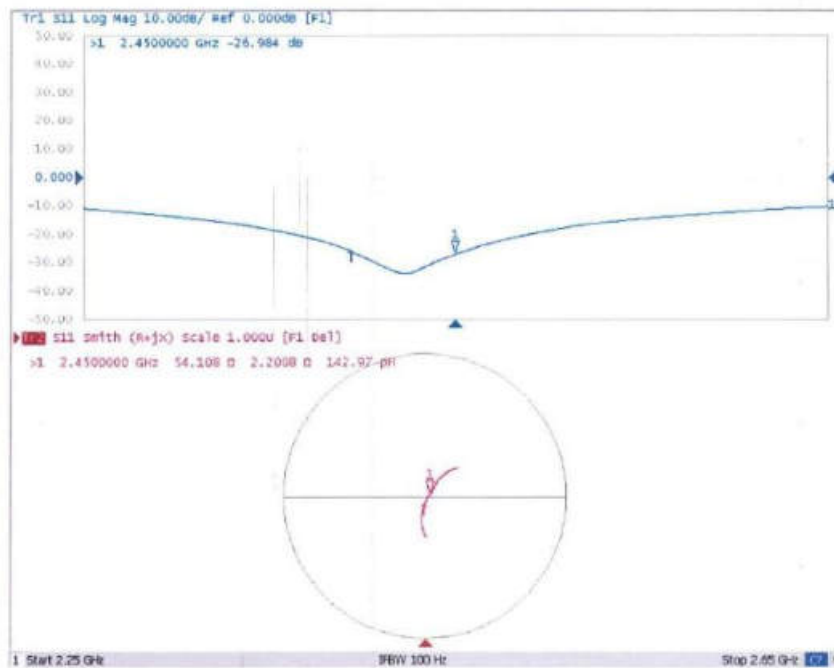 Tr1 S11 Log Mag 10.00dB/ Ref 0.000dB [F1]
50.00
>1 2.4500000 GHz -26.984 dB
40.00
30.00
20.00
10.00
0.000
-10.00
-20.00
-30.00
-40.00
-50.00
1
1
Tr2 S11 Smith (R+jX) Scale 1.000U [F1 Del]
>1 2.4500000 GHz 54.108 Ω 2.2008 Ω 142.97 pH
1
1 Start 2.25 GHz IFBW 100 Hz Stop 2.65 GHz